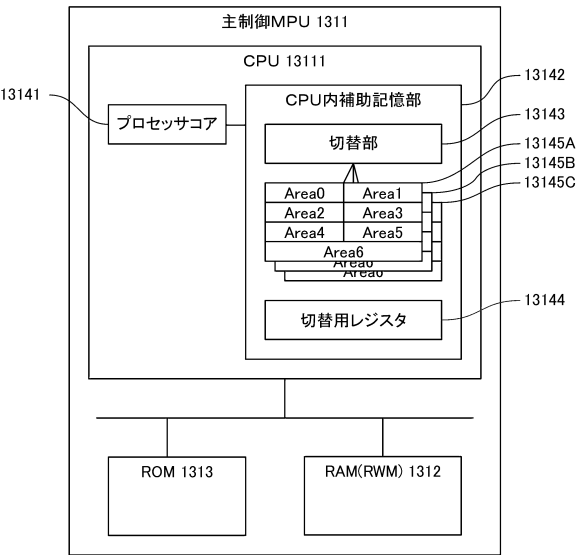 主制御MPU 1311
CPU 13111
13141
プロセッサコア
CPU内補助記憶部
13142
切替部
13143
13145A
13145B
13145C
Area0 Area1
Area2 Area3
Area4 Area5
Area6
Area6
Area6
切替用レジスタ
13144
ROM 1313
RAM(RWM) 1312